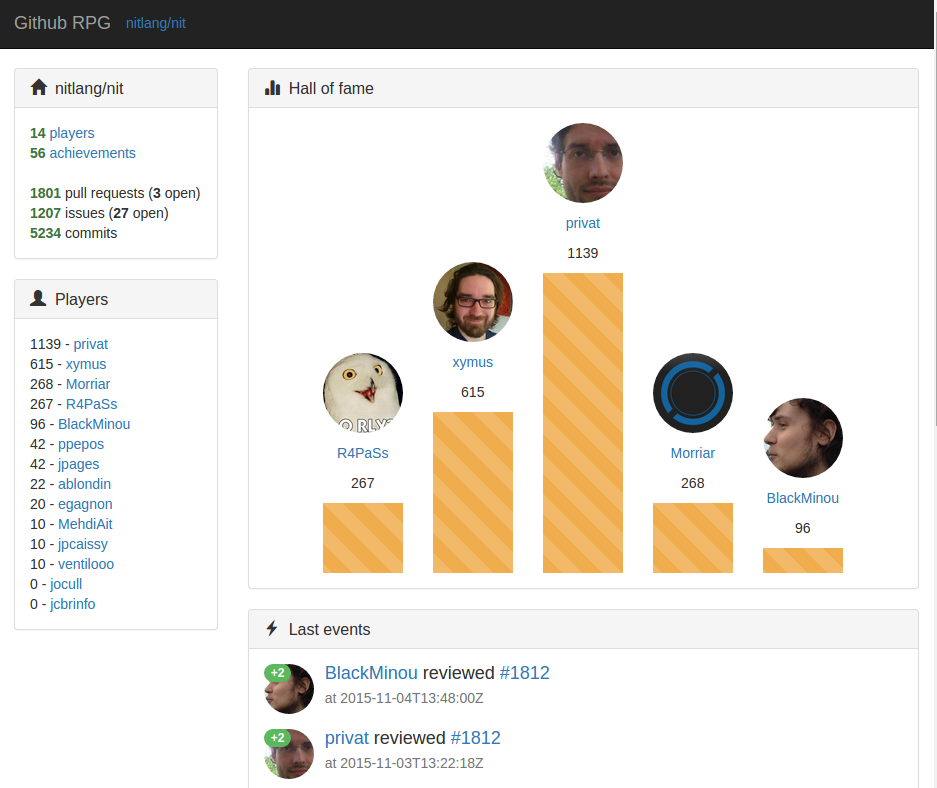 Github RPG nitlang/nit
nitlang/nit
14 players
56 achievements
1801 pull requests (3 open)
1207 issues (27 open)
5234 commits
Players
1139 - privat
615 - xymus
268 - Morriar
267 - R4PaSs
96 - BlackMinou
42 - ppepos
42 - jpages
22 - ablondin
20 - egagnon
10 - MehdiAit
10 - jpcaissy
10 - ventilooo
0 - jocull
0 - jcbrinfo
Hall of fame
O RLY?
R4PaSs
267
xymus
615
privat
1139
Morriar
268
BlackMinou
96
Last events
+2
BlackMinou reviewed #1812
at 2015-11-04T13:48:00Z
+2
privat reviewed #1812
at 2015-11-03T13:22:18Z